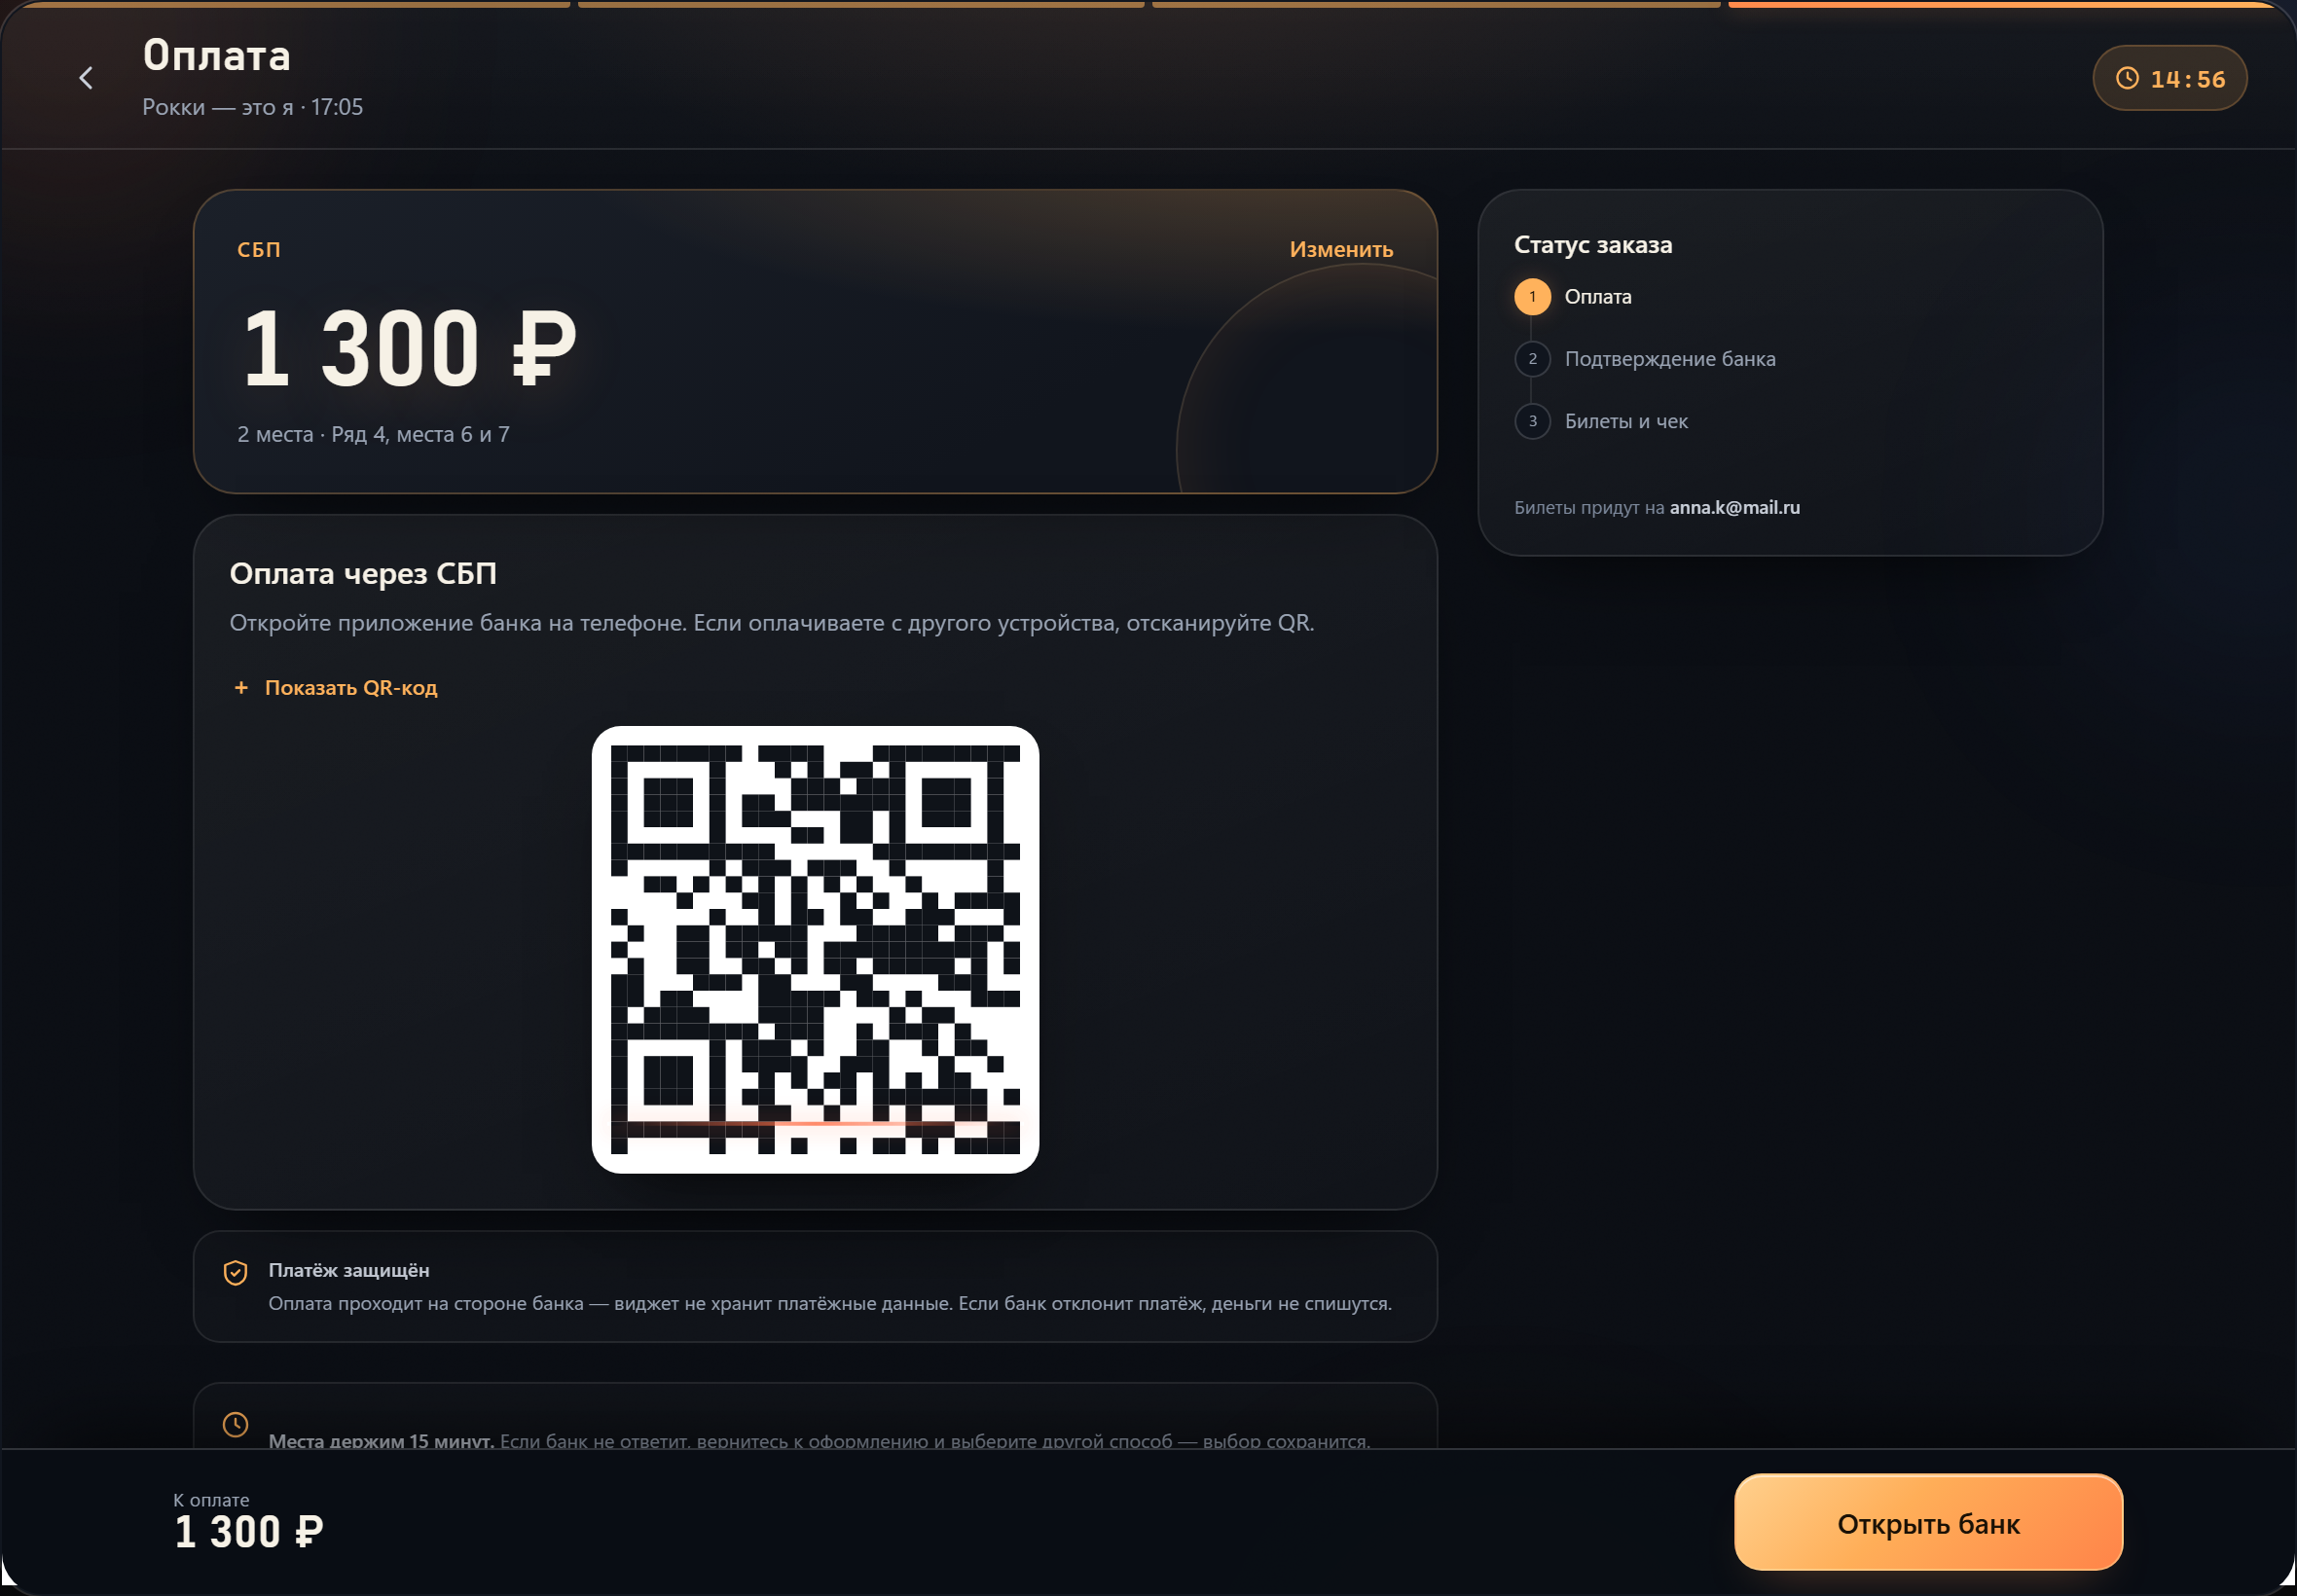 Оплата
Рокки — это я · 17:05
14:56
СБП
Изменить
1 300 ₽
2 места · Ряд 4, места 6 и 7
Статус заказа
1 Оплата
2 Подтверждение банка
3 Билеты и чек
Билеты придут на anna.k@mail.ru
Оплата через СБП
Откройте приложение банка на телефоне. Если оплачиваете с другого устройства, отсканируйте QR.
+ Показать QR-код
Платёж защищён
Оплата проходит на стороне банка — виджет не хранит платёжные данные. Если банк отклонит платёж, деньги не спишутся.
Места держим 15 минут. Если банк не ответит, вернитесь к оформлению и выберите другой способ — выбор сохранится.
К оплате
1 300 ₽
Открыть банк